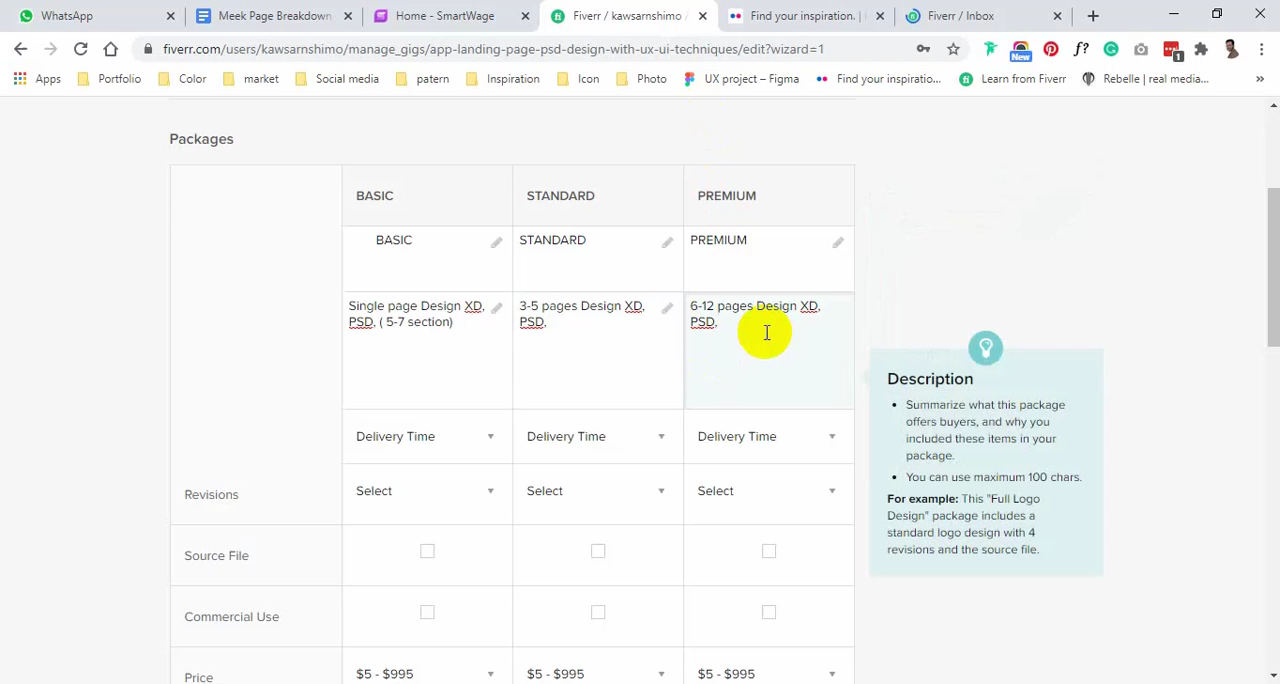 WhatsApp
Meek Page Breakdown
Home - SmartWage
Fiverr / kawsarnshimo /
Find your inspiration. |
Fiverr / Inbox
fiverr.com/users/kawsarnshimo/manage_gigs/app-landing-page-psd-design-with-ux-ui-techniques/edit?wizard=1
New
f?
1
Apps
Portfolio
Color
market
Social media
patern
Inspiration
Icon
Photo
UX project – Figma
Find your inspiratio...
Learn from Fiverr
Rebelle | real media...
»
Packages
BASIC
STANDARD
PREMIUM
BASIC
STANDARD
PREMIUM
Single page Design XD,
PSD, ( 5-7 section)
3-5 pages Design XD,
PSD,
6-12 pages Design XD,
PSD,
Delivery Time
Delivery Time
Delivery Time
Revisions
Select
Select
Select
Source File
Commercial Use
Price
$5 - $995
$5 - $995
$5 - $995
Description
• Summarize what this package
offers buyers, and why you
included these items in your
package.
• You can use maximum 100 chars.
For example: This "Full Logo
Design" package includes a
standard logo design with 4
revisions and the source file.